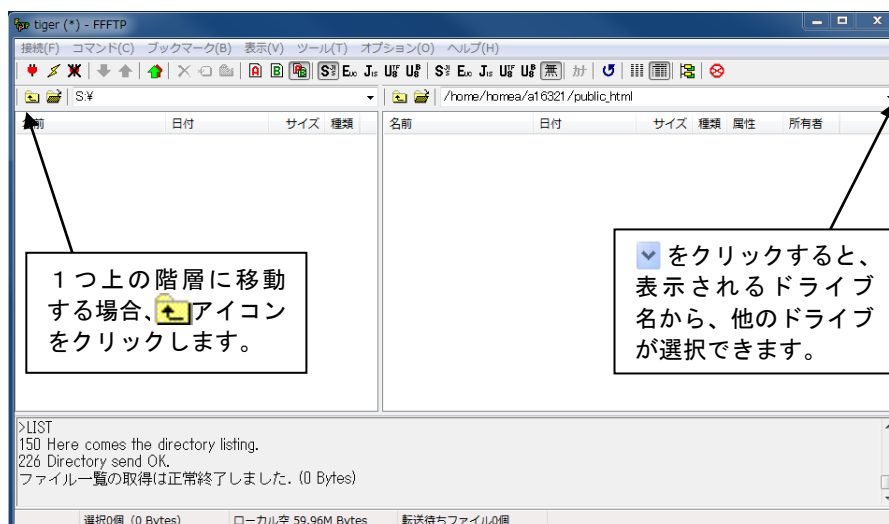 tiger (*) - FFFTP
接続(F) コマンド(C) ブックマーク(B) 表示(V) ツール(T) オプション(O) ヘルプ(H)
S:¥
/home/homea/a16321/public_html
名前 日付 サイズ 種類
名前 日付 サイズ 種類 属性 所有者
１つ上の階層に移動
する場合、アイコン
をクリックします。
をクリックすると、
表示されるドライブ
名から、他のドライブ
が選択できます。
>LIST
150 Here comes the directory listing.
226 Directory send OK.
ファイル一覧の取得は正常終了しました. (0 Bytes)
選択0個 (0 Bytes) ローカル空 59.96M Bytes 転送待ちファイル0個